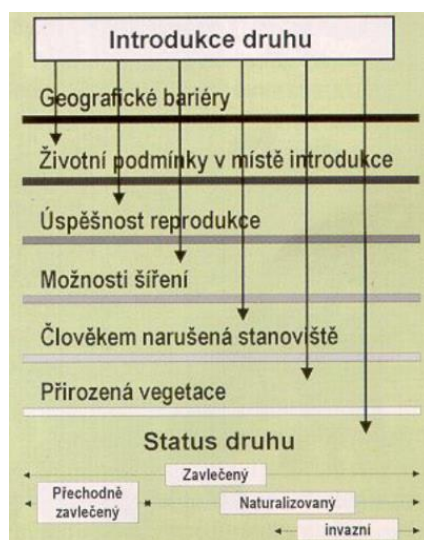 Introdukce druhu
Geografické bariéry
Životní podmínky v místě introdukce
Úspěšnost reprodukce
Možnosti šíření
Člověkem narušená stanoviště
Přirozená vegetace
Status druhu
Zavlečený
Přechodně
zavlečený
Naturalizovaný
invazní